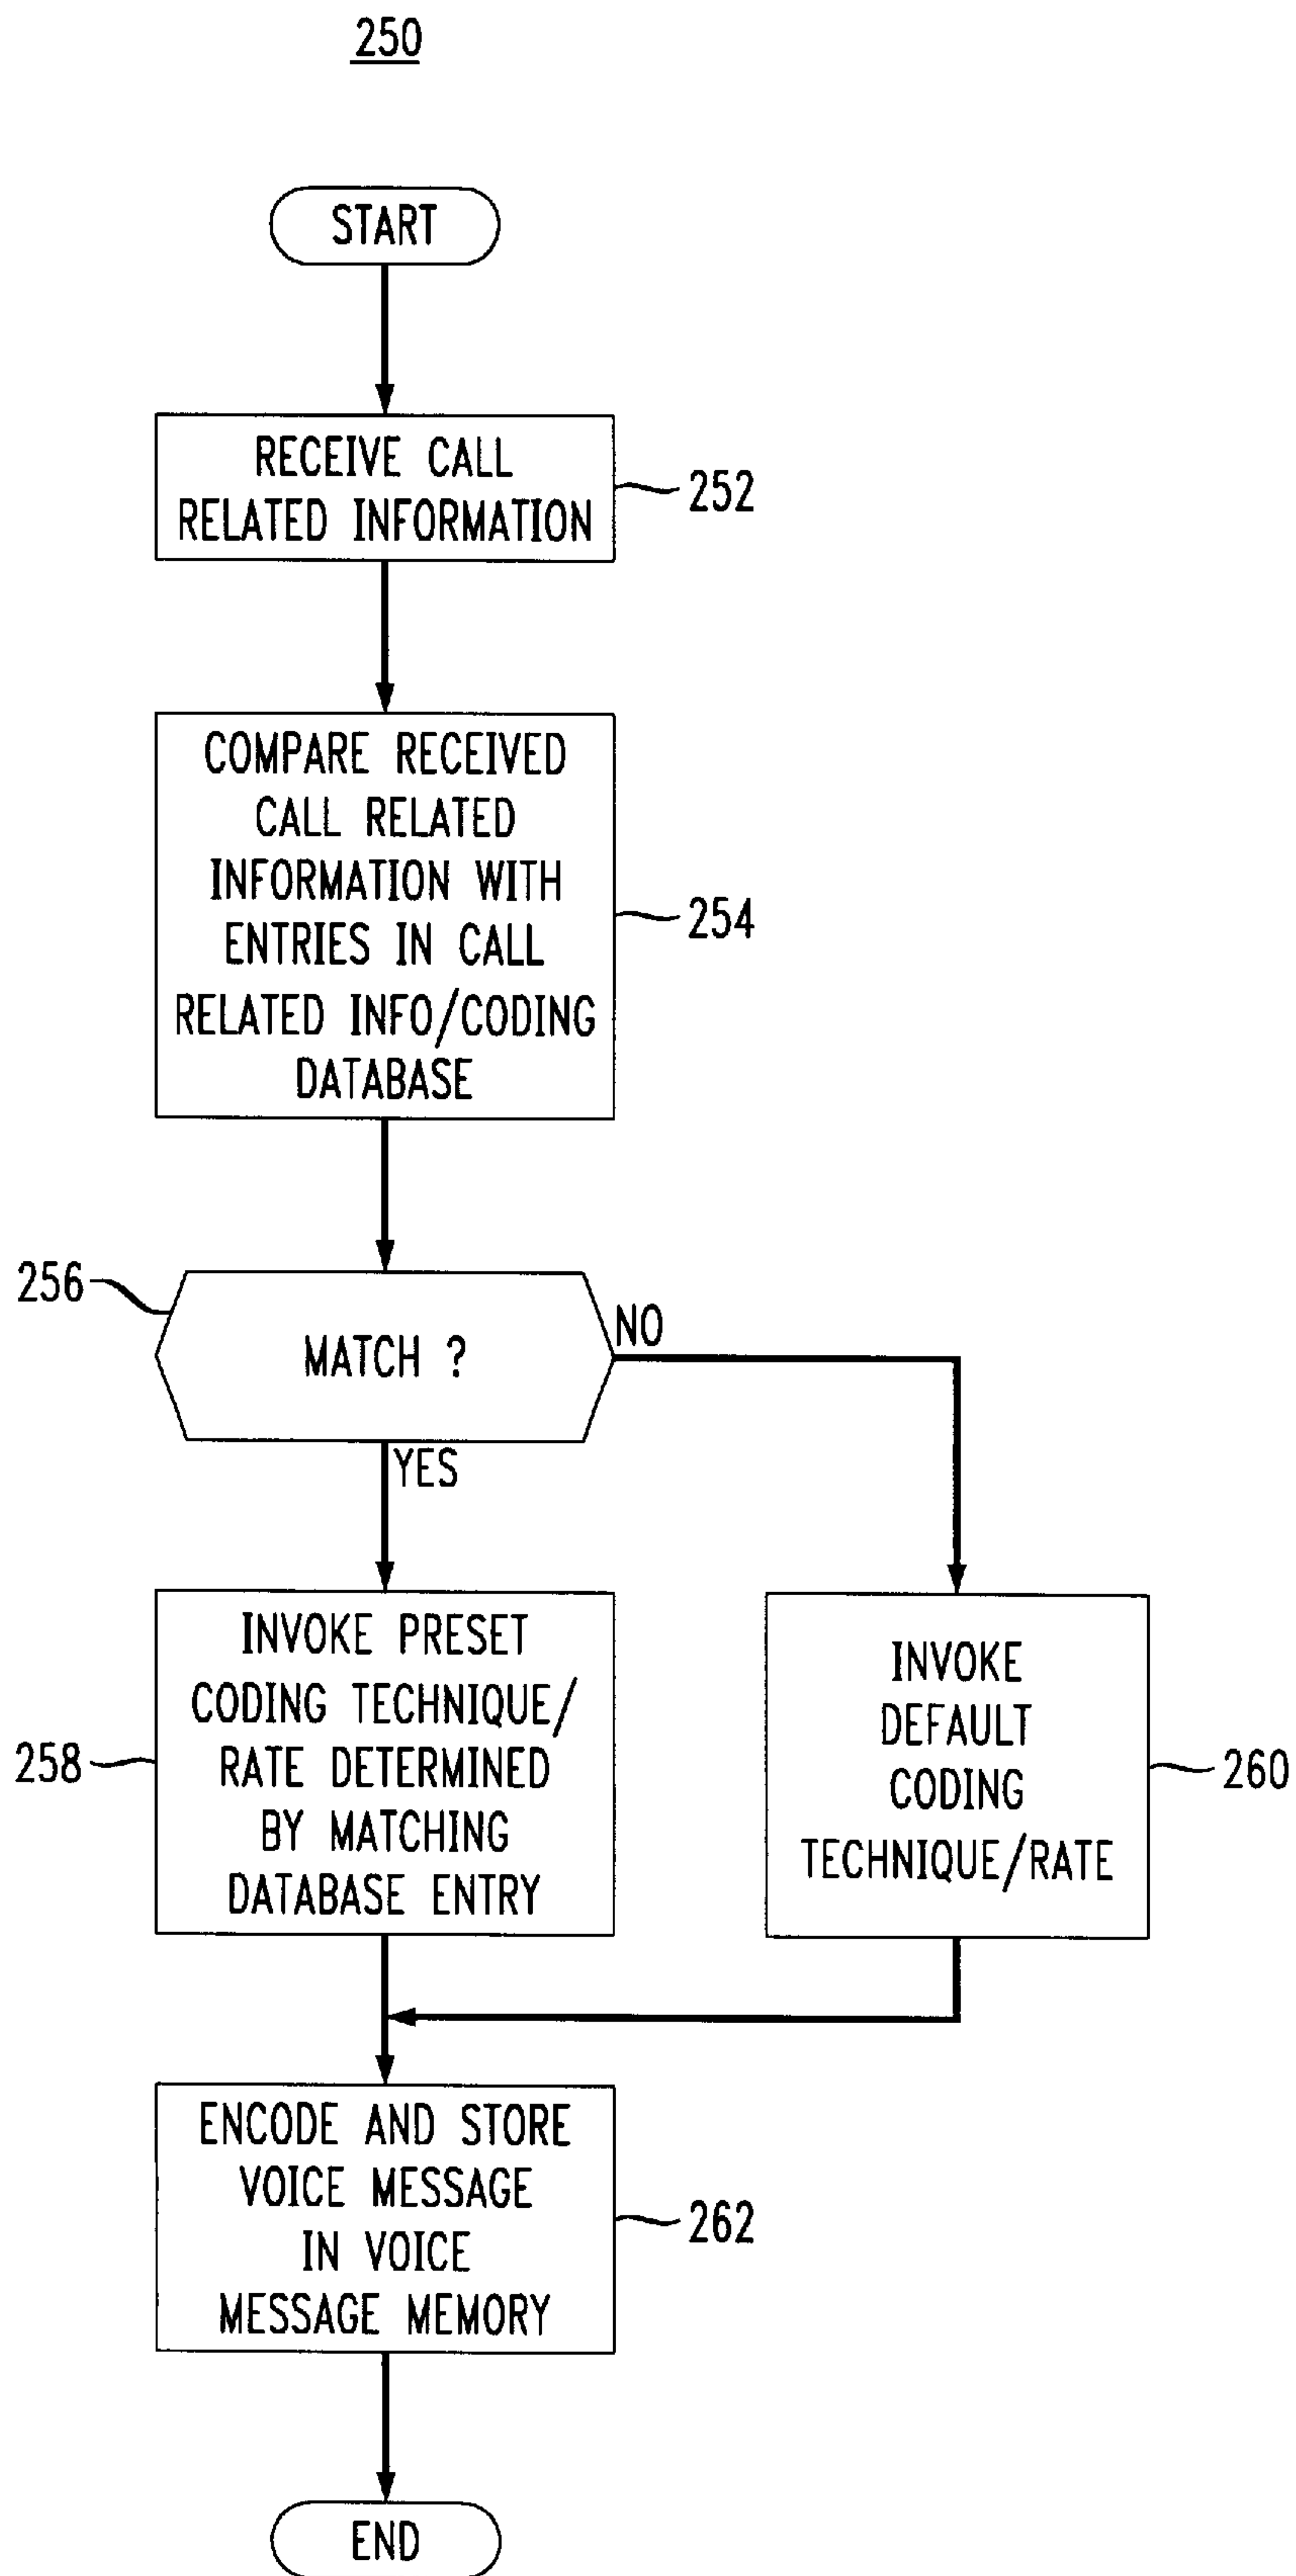 250
START
RECEIVE CALL
RELATED INFORMATION
252
COMPARE RECEIVED
CALL RELATED
INFORMATION WITH
ENTRIES IN CALL
RELATED INFO/CODING
DATABASE
254
256
MATCH ?
NO
YES
INVOKE PRESET
CODING TECHNIQUE/
RATE DETERMINED
BY MATCHING
DATABASE ENTRY
258
INVOKE
DEFAULT
CODING
TECHNIQUE/RATE
260
ENCODE AND STORE
VOICE MESSAGE
IN VOICE
MESSAGE MEMORY
262
END